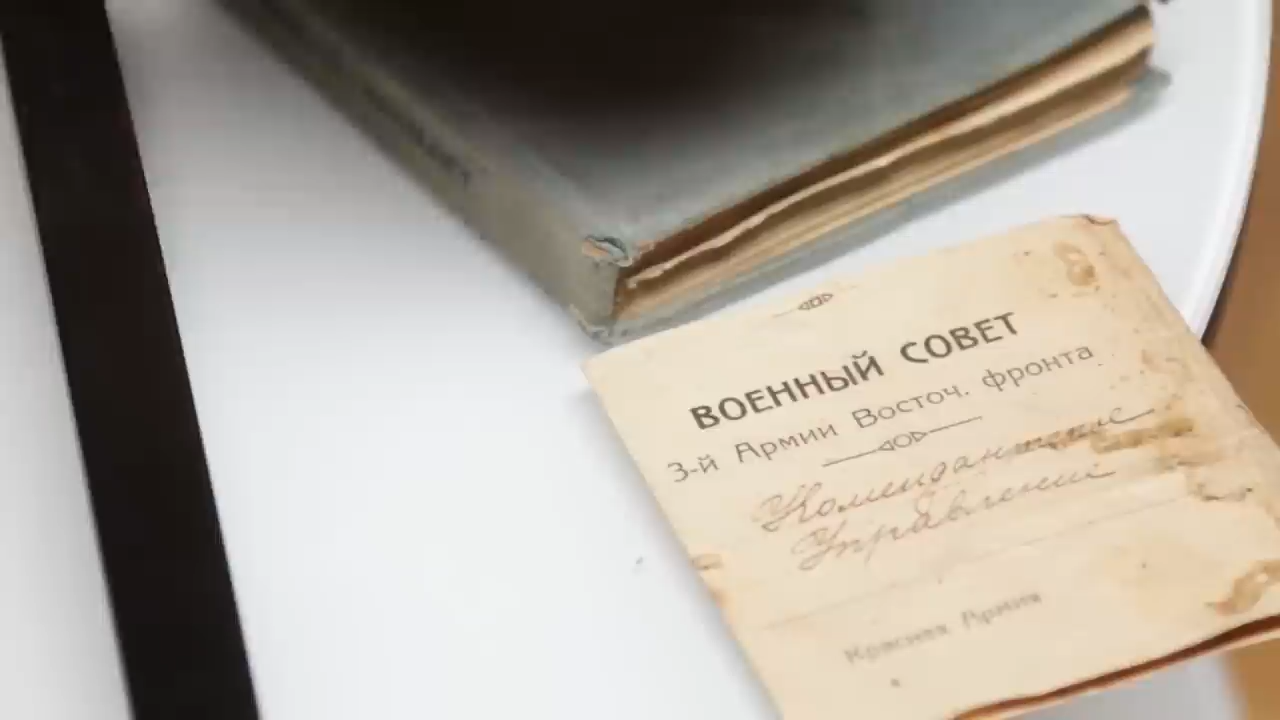 ВОЕННЫЙ СОВЕТ
3-й Армии Восточ. фронта
Комендантское
Управление
Красная Армия